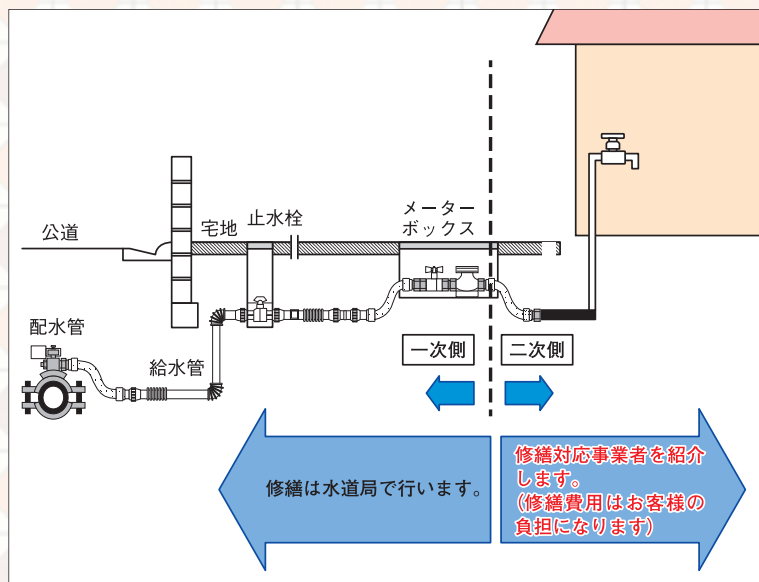 公道
宅地
止水栓
メーター
ボックス
配水管
給水管
一次側
二次側
修繕は水道局で行います。
修繕対応事業者を紹介
します。
(修繕費用はお客様の
負担になります)